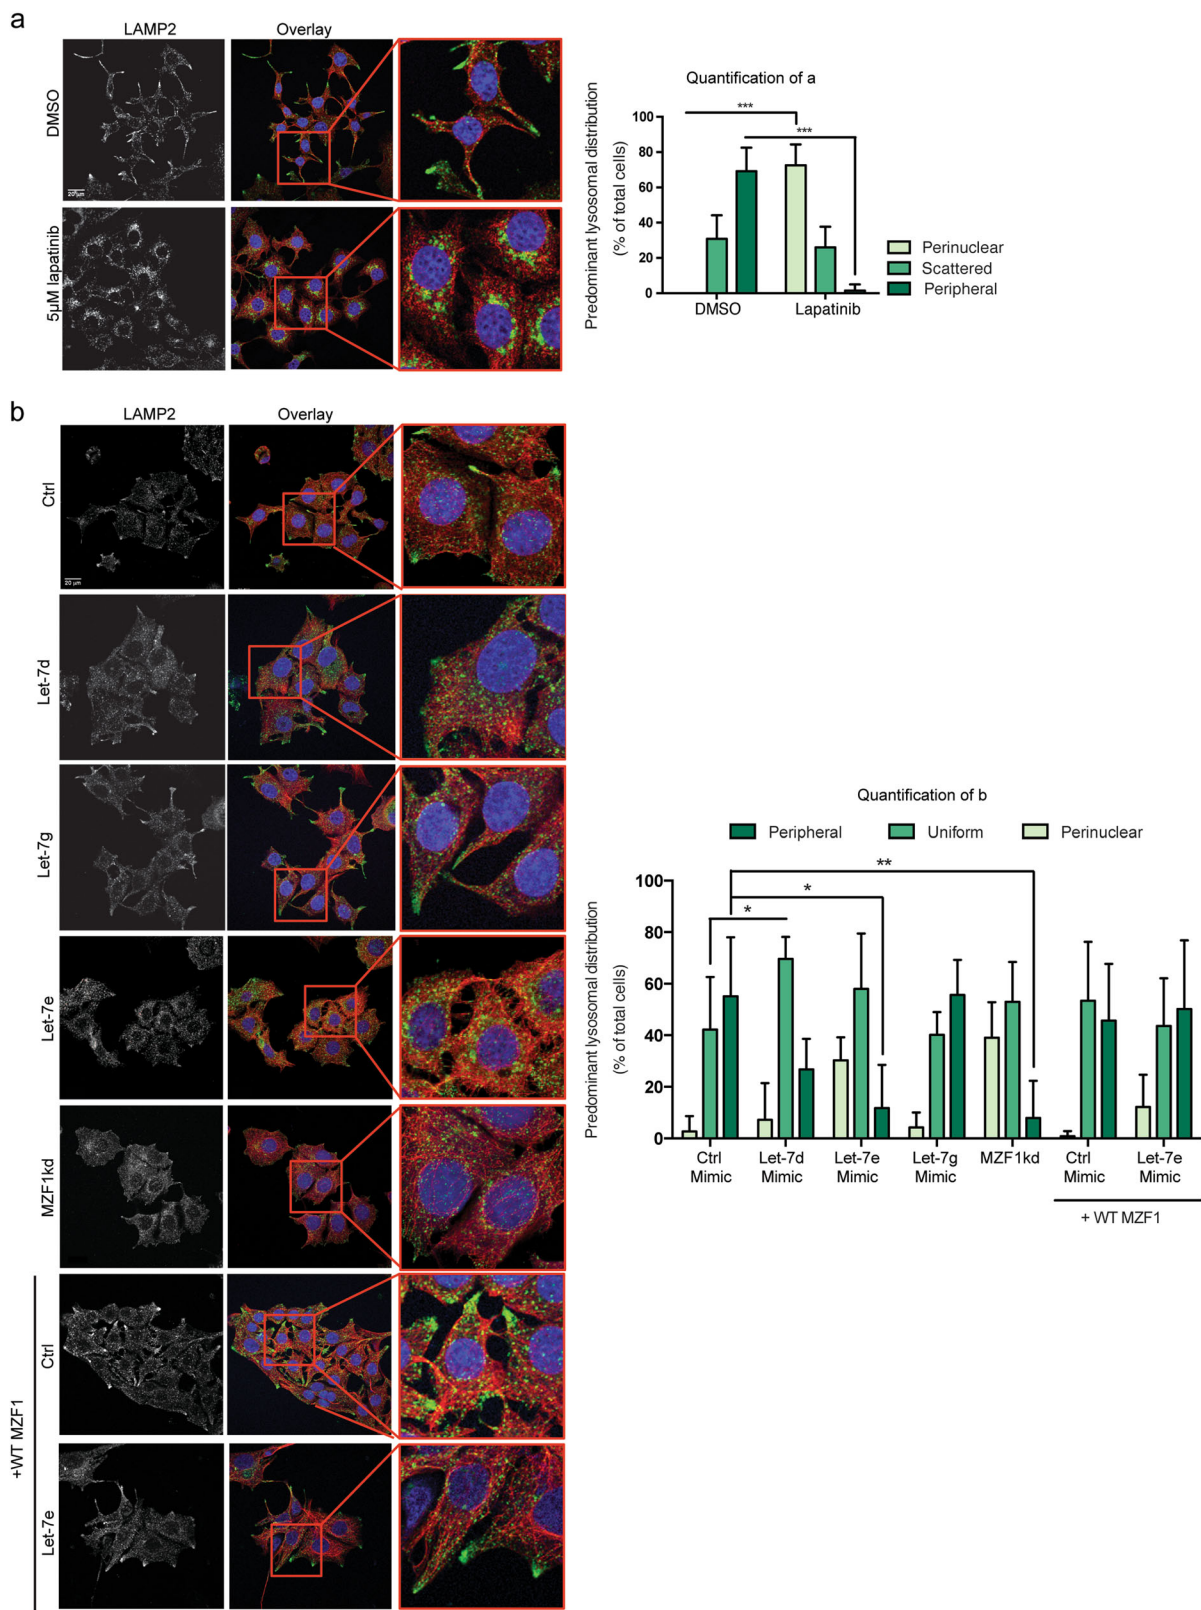 a
LAMP2
Overlay
DMSO
20 µm
5µM lapatinib
Quantification of a
***
***
Predominant lysosomal distribution
(% of total cells)
100
80
60
40
20
0
DMSO
Lapatinib
Perinuclear
Scattered
Peripheral
b
LAMP2
Overlay
Ctrl
20 µm
Let-7d
Let-7g
Let-7e
MZF1kd
+WT MZF1
Ctrl
Let-7e
Quantification of b
Peripheral
Uniform
Perinuclear
**
*
*
Predominant lysosomal distribution
(% of total cells)
100
80
60
40
20
0
Ctrl
Mimic
Let-7d
Mimic
Let-7e
Mimic
Let-7g
Mimic
MZF1kd
Ctrl
Mimic
Let-7e
Mimic
+ WT MZF1